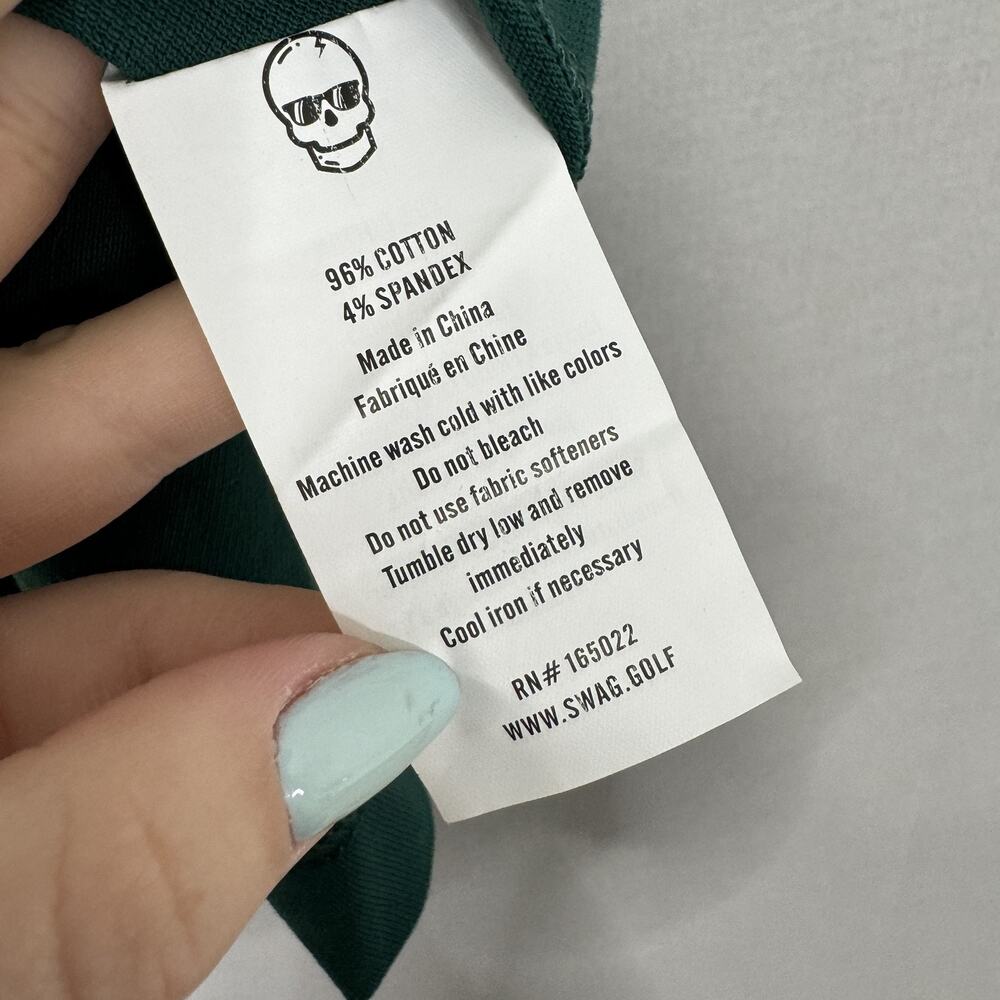 96% COTTON
4% SPANDEX
Made in China
Fabriqué en Chine
Machine wash cold with like colors
Do not bleach
Do not use fabric softeners
Tumble dry low and remove
immediately
Cool iron if necessary
RN# 165022
WWW.SWAG.GOLF